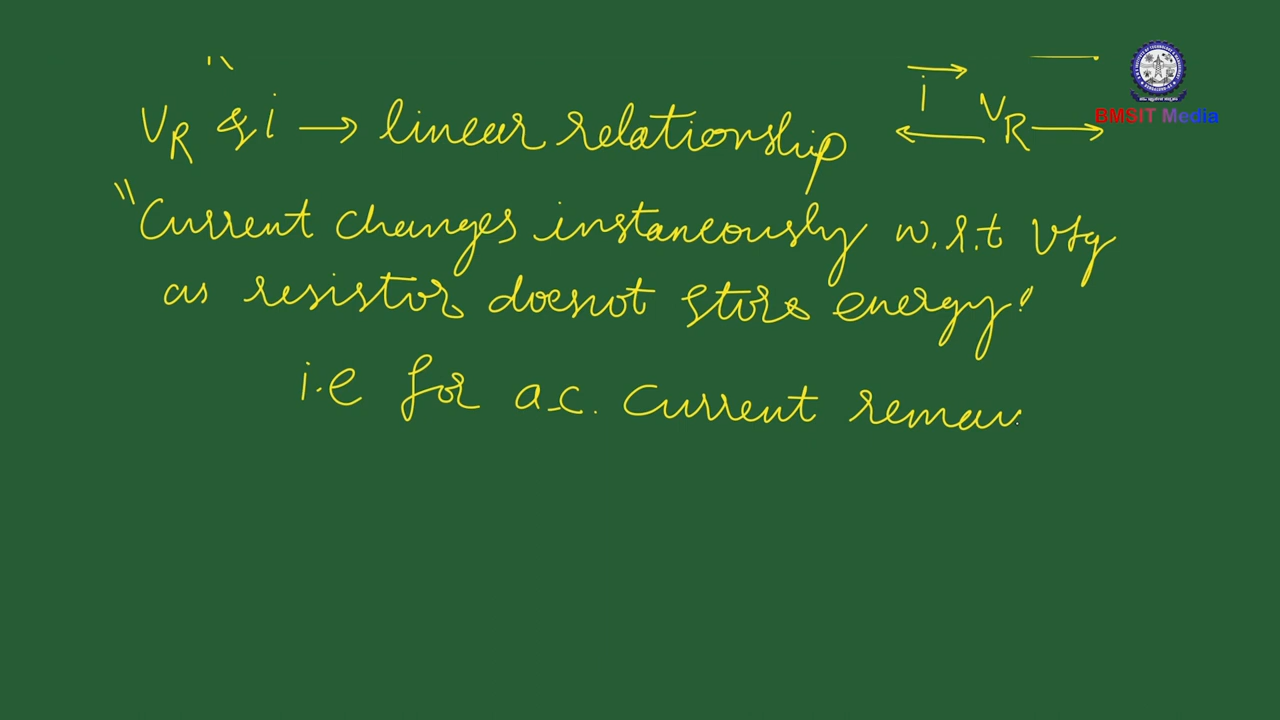 V_R & i → linear relationship
i
V_R
BMSIT Media
"Current changes instaneously w.r.t Vtg
as resistor doesnot store energy!
i.e for a.c. Current remai